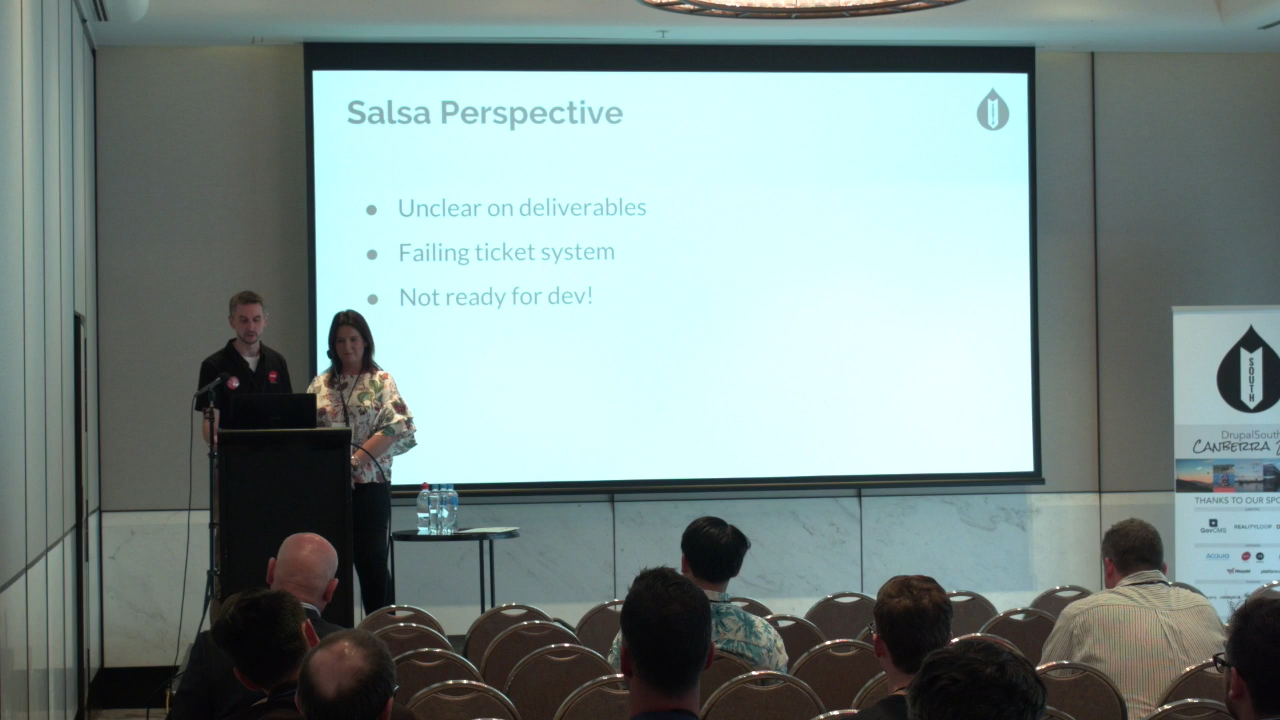 Salsa Perspective
● Unclear on deliverables
● Failing ticket system
● Not ready for dev!
SOUTH
DrupalSouth
CANBERRA
THANKS TO OUR SPO
GovCMS
REALITYLOOP
ACQUIA